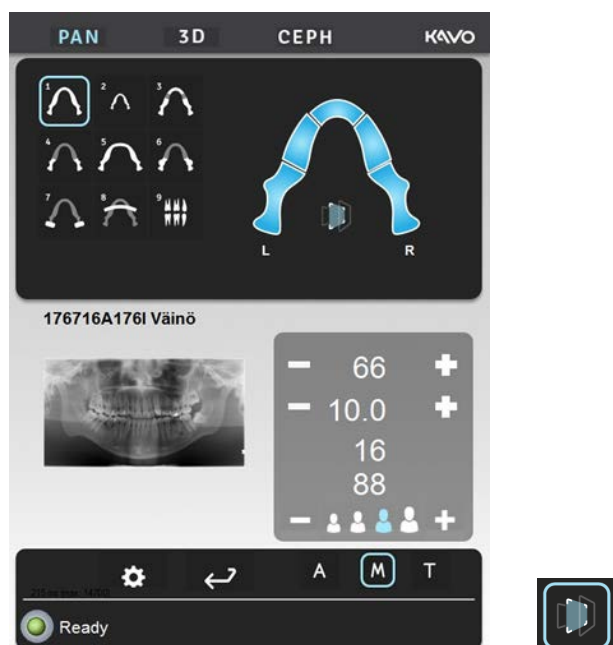 PAN 3D CEPH KAVO
1 2 3
4 5 6
7 8 9
L R
176716A176I Väinö
66
10.0
16
88
A M T
Ready